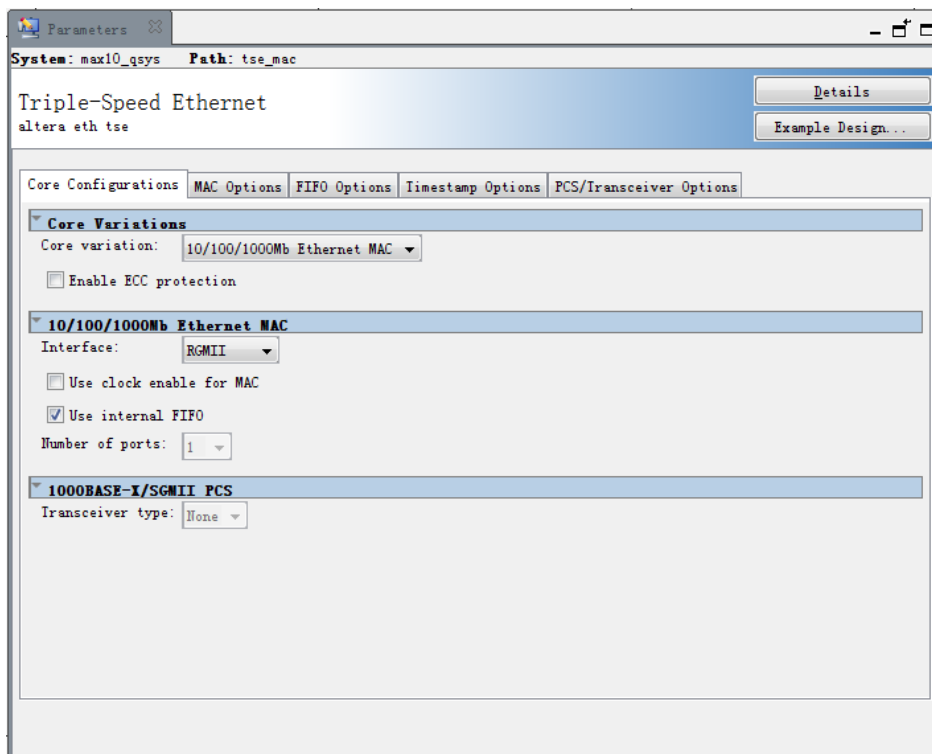 Parameters
System: max10_qsys Path: tse_mac
Triple-Speed Ethernet
altera eth tse
Details
Example Design...
Core Configurations MAC Options FIFO Options Timestamp Options PCS/Transceiver Options
Core Variations
Core variation: 10/100/1000Mb Ethernet MAC
Enable ECC protection
10/100/1000Mb Ethernet MAC
Interface: RGMII
Use clock enable for MAC
Use internal FIFO
Number of ports: 1
1000BASE-X/SGMII PCS
Transceiver type: None